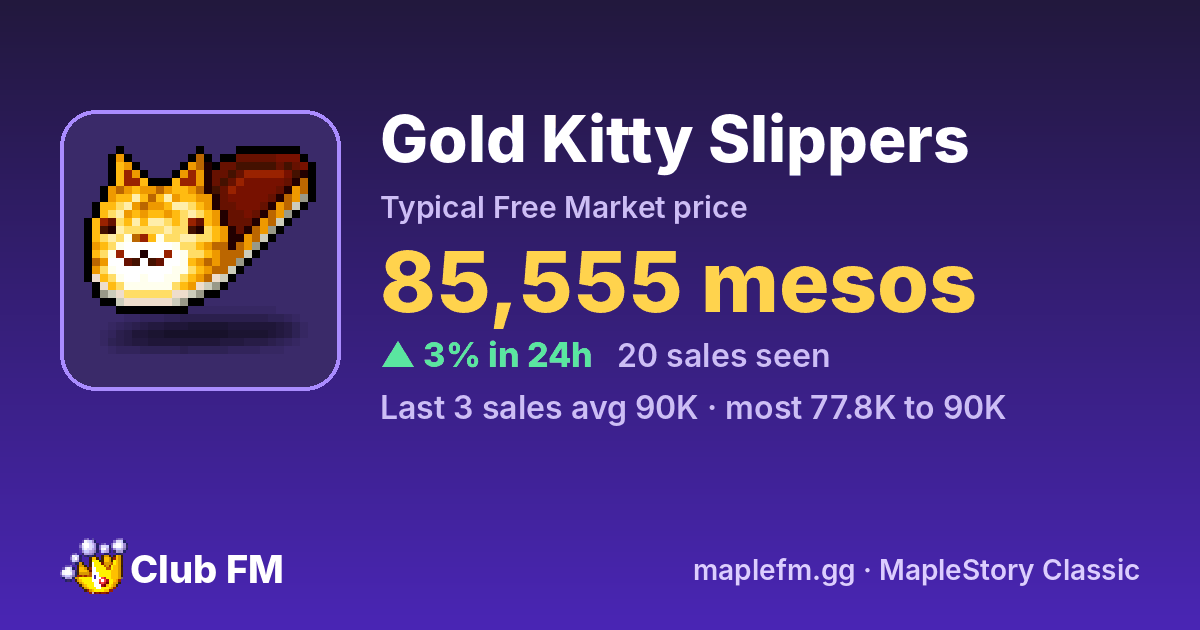 Gold Kitty Slippers
Typical Free Market price
85,555 mesos
▲ 3% in 24h 20 sales seen
Last 3 sales avg 90K · most 77.8K to 90K
Club FM
maplefm.gg · MapleStory Classic